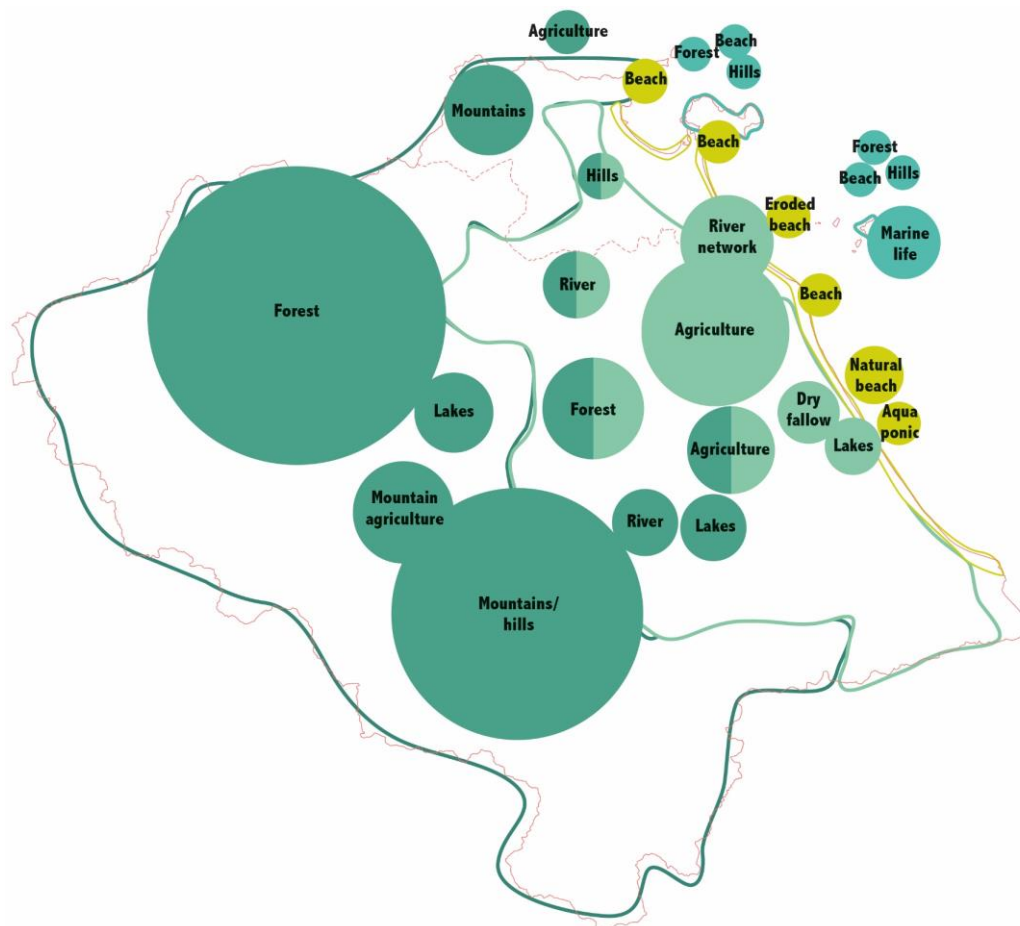 Agriculture
Beach
Forest
Hills
Beach
Mountains
Beach
Forest
Beach
Hills
Hills
Eroded
beach
River
network
Marine
life
River
Beach
Forest
Agriculture
Natural
beach
Lakes
Forest
Dry
fallow
Aqua
ponic
Agriculture
Lakes
Mountain
agriculture
River
Lakes
Mountains/
hills